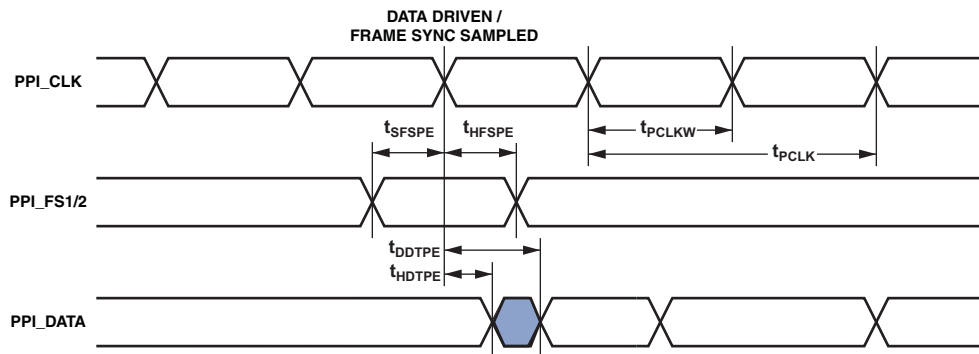 DATA DRIVEN /
FRAME SYNC SAMPLED
PPI_CLK
tSFSPE
tHFSPE
tPCLKW
tPCLK
PPI_FS1/2
tDDTPE
tHDTPE
PPI_DATA